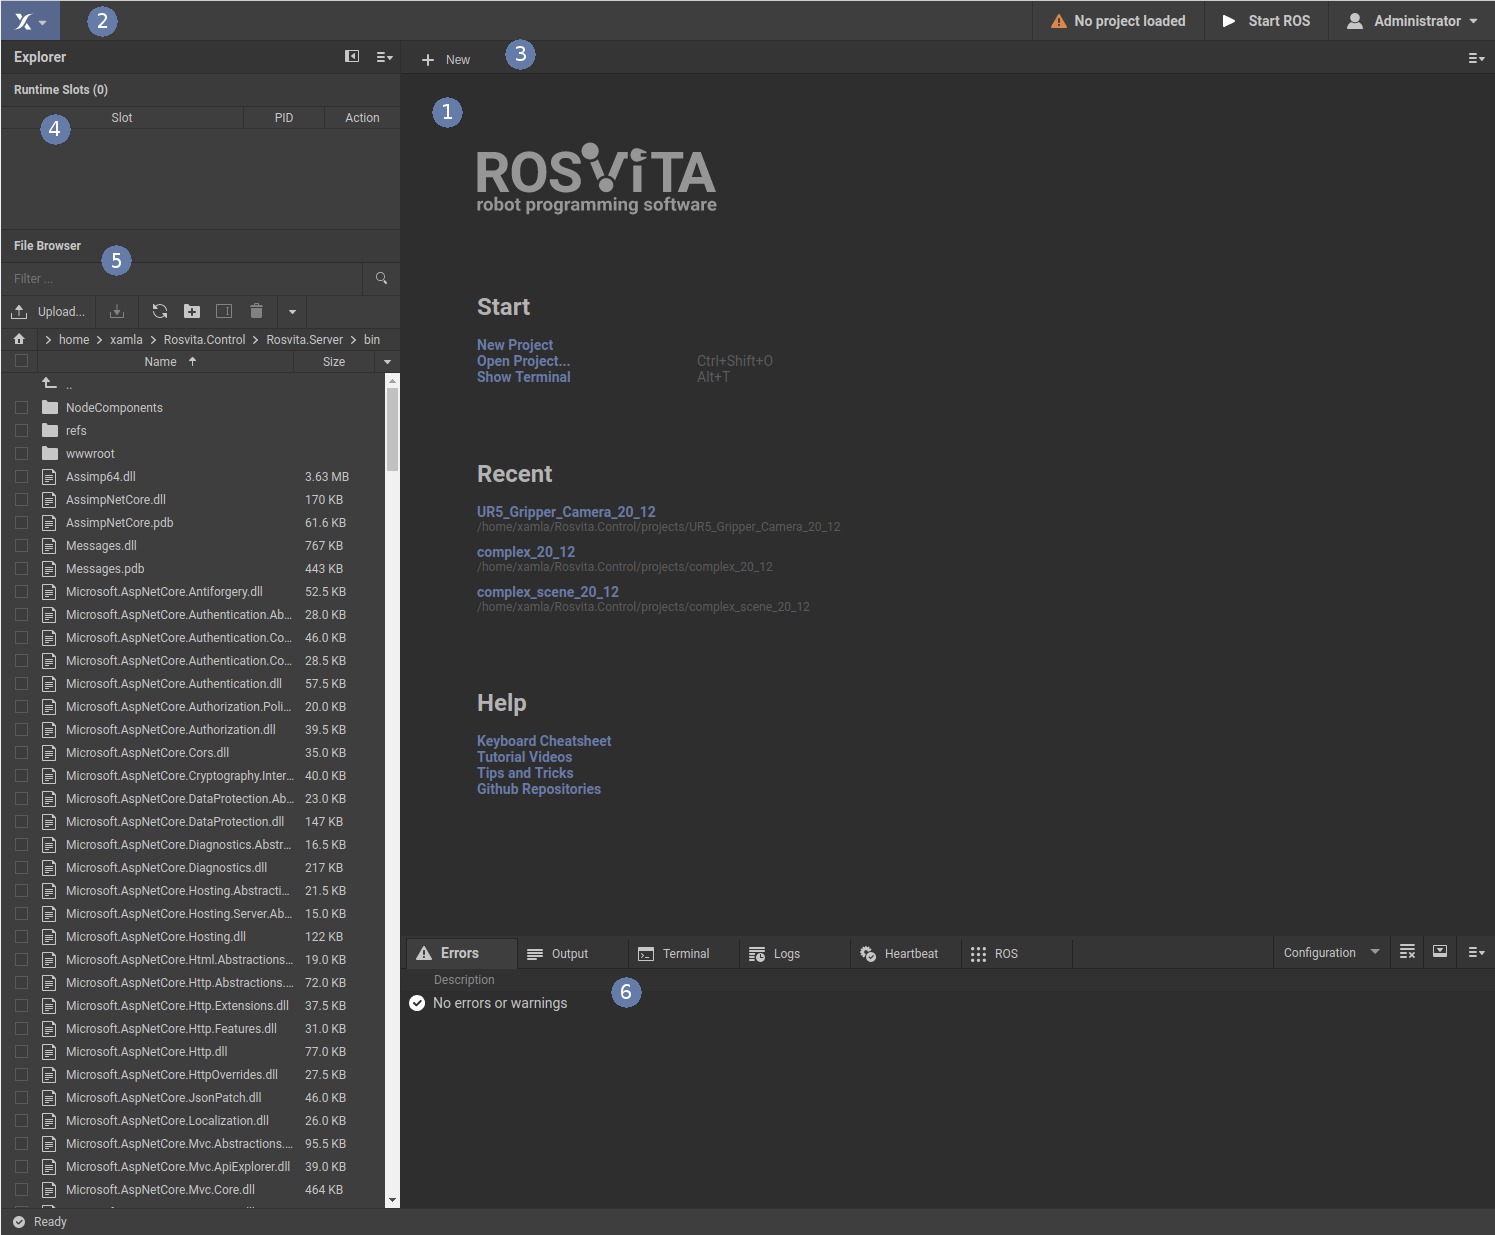 2
No project loaded
Start ROS
Administrator
Explorer
New
3
Runtime Slots (0)
Slot
PID
Action
4
1
ROSVITA
robot programming software
File Browser
5
Filter ...
Upload...
home
xamla
Rosvita.Control
Rosvita.Server
bin
Name
Size
..
NodeComponents
refs
wwwroot
Assimp64.dll 3.63 MB
AssimpNetCore.dll 170 KB
AssimpNetCore.pdb 61.6 KB
Messages.dll 767 KB
Messages.pdb 443 KB
Microsoft.AspNetCore.Antiforgery.dll 52.5 KB
Microsoft.AspNetCore.Authentication.Ab... 28.0 KB
Microsoft.AspNetCore.Authentication.Co... 46.0 KB
Microsoft.AspNetCore.Authentication.Co... 28.5 KB
Microsoft.AspNetCore.Authentication.dll 57.5 KB
Microsoft.AspNetCore.Authorization.Poli... 20.0 KB
Microsoft.AspNetCore.Authorization.dll 39.5 KB
Microsoft.AspNetCore.Cors.dll 35.0 KB
Microsoft.AspNetCore.Cryptography.Inter... 40.0 KB
Microsoft.AspNetCore.DataProtection.Ab... 23.0 KB
Microsoft.AspNetCore.DataProtection.dll 147 KB
Microsoft.AspNetCore.Diagnostics.Abstr... 16.5 KB
Microsoft.AspNetCore.Diagnostics.dll 217 KB
Microsoft.AspNetCore.Hosting.Abstracti... 21.5 KB
Microsoft.AspNetCore.Hosting.Server.Ab... 15.0 KB
Microsoft.AspNetCore.Hosting.dll 122 KB
Microsoft.AspNetCore.Html.Abstractions... 19.0 KB
Microsoft.AspNetCore.Http.Abstractions.... 72.0 KB
Microsoft.AspNetCore.Http.Extensions.dll 37.5 KB
Microsoft.AspNetCore.Http.Features.dll 31.0 KB
Microsoft.AspNetCore.Http.dll 77.0 KB
Microsoft.AspNetCore.HttpOverrides.dll 27.5 KB
Microsoft.AspNetCore.JsonPatch.dll 46.0 KB
Microsoft.AspNetCore.Localization.dll 26.0 KB
Microsoft.AspNetCore.Mvc.Abstractions.... 95.5 KB
Microsoft.AspNetCore.Mvc.ApiExplorer.dll 39.0 KB
Microsoft.AspNetCore.Mvc.Core.dll 464 KB
Start
New Project
Open Project... Ctrl+Shift+O
Show Terminal Alt+T
Recent
UR5_Gripper_Camera_20_12
/home/xamla/Rosvita.Control/projects/UR5_Gripper_Camera_20_12
complex_20_12
/home/xamla/Rosvita.Control/projects/complex_20_12
complex_scene_20_12
/home/xamla/Rosvita.Control/projects/complex_scene_20_12
Help
Keyboard Cheatsheet
Tutorial Videos
Tips and Tricks
Github Repositories
Errors
Output
Terminal
Logs
Heartbeat
ROS
Configuration
Description
6
No errors or warnings
Ready